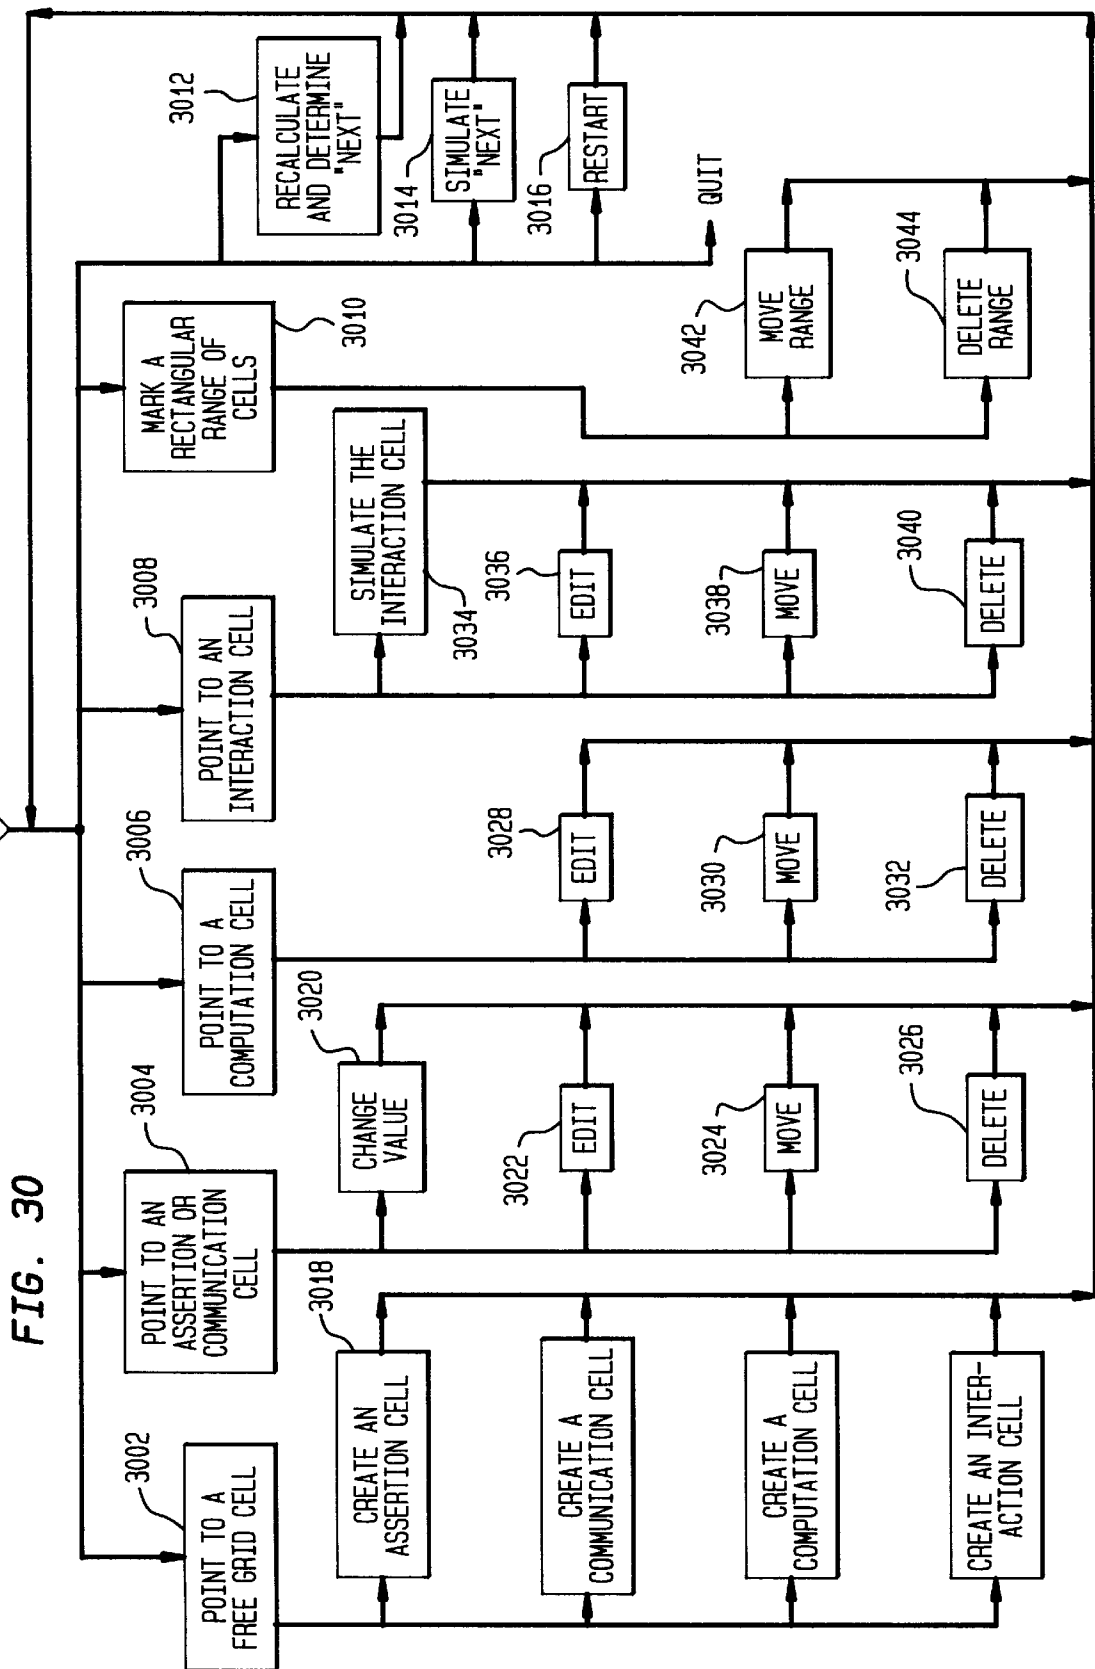 FIG. 30
3002
POINT TO A
FREE GRID CELL
3004
POINT TO AN
ASSERTION OR
COMMUNICATION
CELL
3006
POINT TO A
COMPUTATION CELL
3008
POINT TO AN
INTERACTION CELL
MARK A
RECTANGULAR
RANGE OF
CELLS
3010
3012
RECALCULATE
AND DETERMINE
"NEXT"
3014
SIMULATE
"NEXT"
3016
RESTART
QUIT
3018
CREATE AN
ASSERTION CELL
CREATE A
COMMUNICATION CELL
CREATE A
COMPUTATION CELL
CREATE AN INTER-
ACTION CELL
3020
CHANGE
VALUE
3022
EDIT
3024
MOVE
3026
DELETE
3028
EDIT
3030
MOVE
3032
DELETE
SIMULATE THE
INTERACTION CELL
3034
3036
EDIT
3038
MOVE
3040
DELETE
3042
MOVE
RANGE
3044
DELETE
RANGE